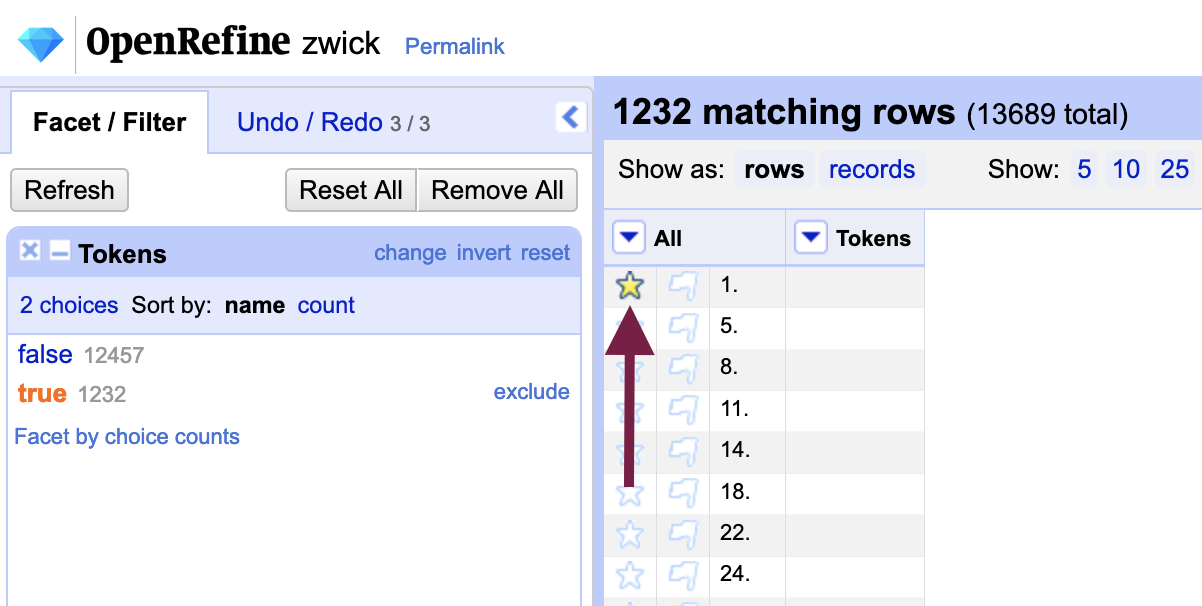 OpenRefine zwick Permalink
Facet / Filter Undo / Redo 3 / 3
1232 matching rows (13689 total)
Refresh Reset All Remove All
Show as: rows records Show: 5 10 25
Tokens change invert reset
All Tokens
2 choices Sort by: name count
false 12457
true 1232 exclude
Facet by choice counts
1.
5.
8.
11.
14.
18.
22.
24.